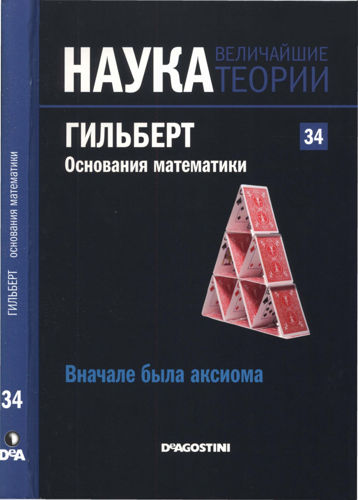 НАУКА
ВЕЛИЧАЙШИЕ
ТЕОРИИ
ГИЛЬБЕРТ
34
Основания математики
Вначале была аксиома
DeAGOSTINI
ГИЛЬБЕРТ основания математики
34
DeA